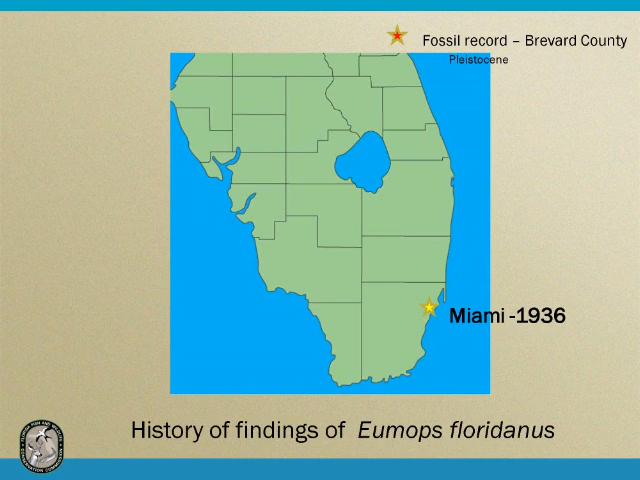 Fossil record – Brevard County
Pleistocene
Miami -1936
History of findings of Eumops floridanus